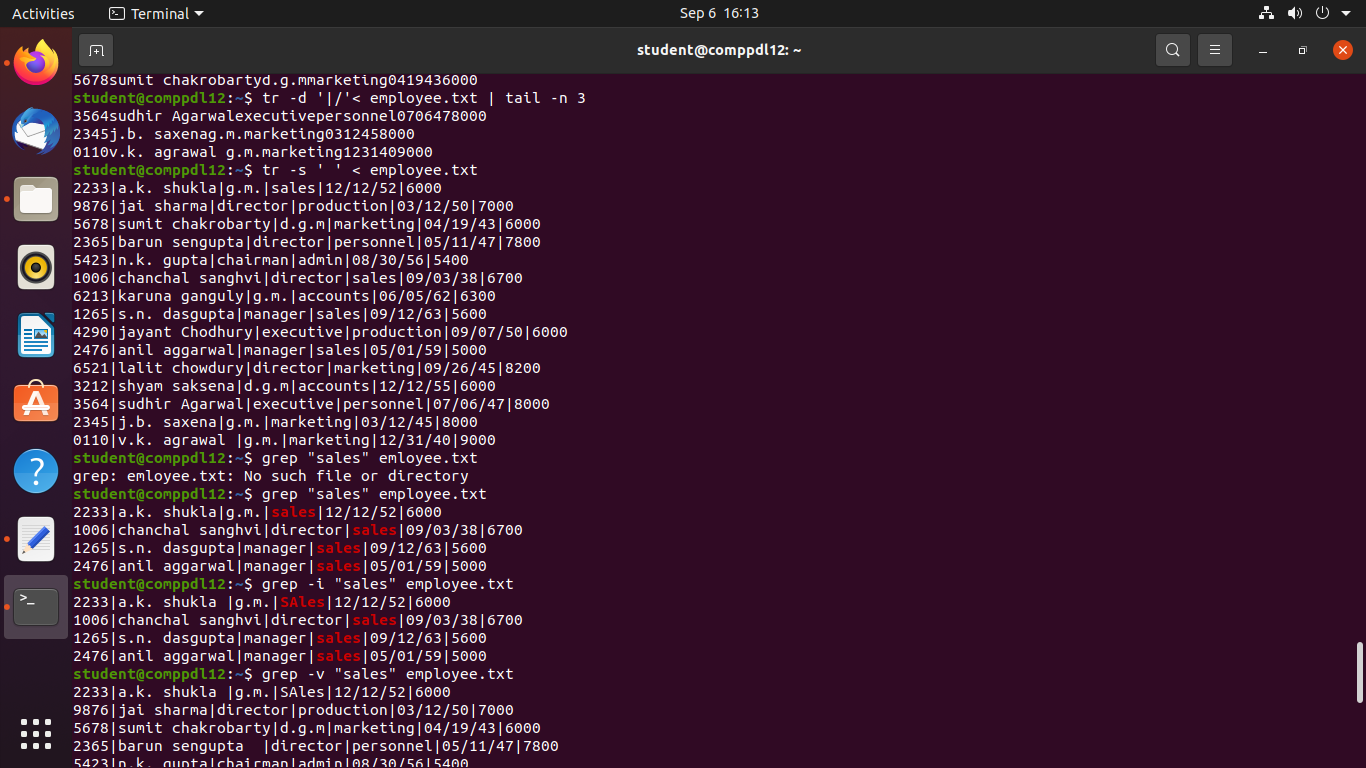 Activities Terminal Sep 6 16:13
student@comppdl12: ~
5678sumit chakrobartyd.g.mmarketing0419436000
student@comppdl12:~$ tr -d '|/'< employee.txt | tail -n 3
3564sudhir Agarwalexecutivepersonnel0706478000
2345j.b. saxenag.m.marketing0312458000
0110v.k. agrawal g.m.marketing1231409000
student@comppdl12:~$ tr -s ' ' < employee.txt
2233|a.k. shukla|g.m.|sales|12/12/52|6000
9876|jai sharma|director|production|03/12/50|7000
5678|sumit chakrobarty|d.g.m|marketing|04/19/43|6000
2365|barun sengupta|director|personnel|05/11/47|7800
5423|n.k. gupta|chairman|admin|08/30/56|5400
1006|chanchal sanghvi|director|sales|09/03/38|6700
6213|karuna ganguly|g.m.|accounts|06/05/62|6300
1265|s.n. dasgupta|manager|sales|09/12/63|5600
4290|jayant Chodhury|executive|production|09/07/50|6000
2476|anil aggarwal|manager|sales|05/01/59|5000
6521|lalit chowdury|director|marketing|09/26/45|8200
3212|shyam saksena|d.g.m|accounts|12/12/55|6000
3564|sudhir Agarwal|executive|personnel|07/06/47|8000
2345|j.b. saxena|g.m.|marketing|03/12/45|8000
0110|v.k. agrawal |g.m.|marketing|12/31/40|9000
student@comppdl12:~$ grep "sales" emloyee.txt
grep: emloyee.txt: No such file or directory
student@comppdl12:~$ grep "sales" employee.txt
2233|a.k. shukla|g.m.|sales|12/12/52|6000
1006|chanchal sanghvi|director|sales|09/03/38|6700
1265|s.n. dasgupta|manager|sales|09/12/63|5600
2476|anil aggarwal|manager|sales|05/01/59|5000
student@comppdl12:~$ grep -i "sales" employee.txt
2233|a.k. shukla |g.m.|SAles|12/12/52|6000
1006|chanchal sanghvi|director|sales|09/03/38|6700
1265|s.n. dasgupta|manager|sales|09/12/63|5600
2476|anil aggarwal|manager|sales|05/01/59|5000
student@comppdl12:~$ grep -v "sales" employee.txt
2233|a.k. shukla |g.m.|SAles|12/12/52|6000
9876|jai sharma|director|production|03/12/50|7000
5678|sumit chakrobarty|d.g.m|marketing|04/19/43|6000
2365|barun sengupta  |director|personnel|05/11/47|7800
5423|n.k. gupta|chairman|admin|08/30/56|5400